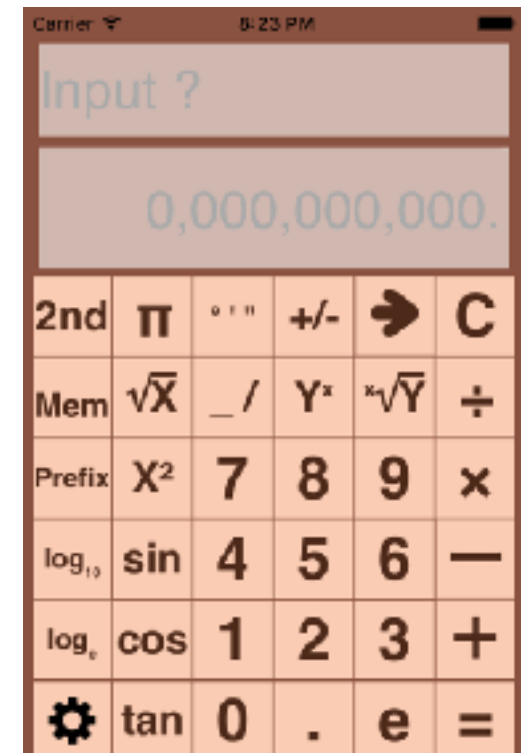 Carrier 8:23 PM
Input ?
0,000,000,000.
2nd π ° ' " +/- C
Mem √X _ / Yˣ ˣ√Y ÷
Prefix X² 7 8 9 ×
log₁₀ sin 4 5 6 −
logₑ cos 1 2 3 +
tan 0 . e =